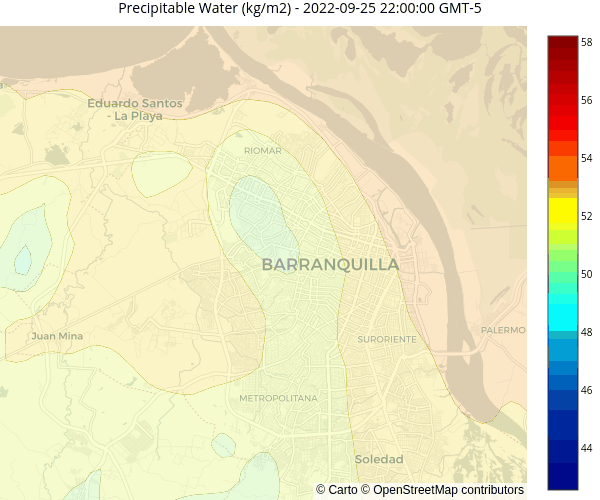 Precipitable Water (kg/m2) - 2022-09-25 22:00:00 GMT-5
Eduardo Santos
- La Playa
RIOMAR
BARRANQUILLA
Juan Mina
SURORIENTE
PALERMO
METROPOLITANA
Soledad
© Carto © OpenStreetMap contributors
58
56
54
52
50
48
46
44